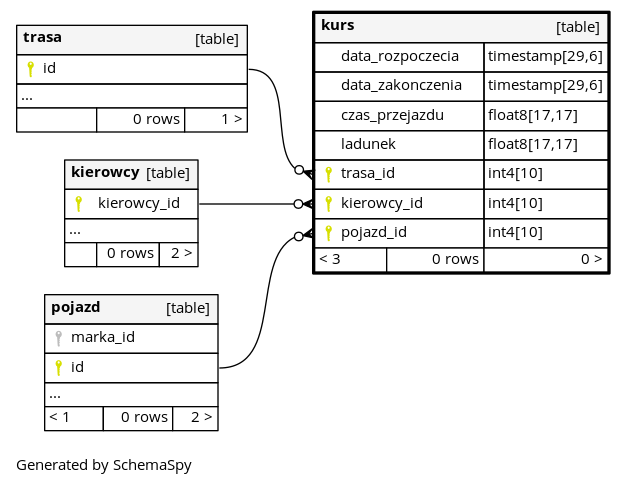 trasa [table]
id
...
0 rows 1 >
kierowcy [table]
kierowcy_id
...
0 rows 2 >
pojazd [table]
marka_id
id
...
< 1 0 rows 2 >
kurs [table]
data_rozpoczecia timestamp[29,6]
data_zakonczenia timestamp[29,6]
czas_przejazdu float8[17,17]
ladunek float8[17,17]
trasa_id int4[10]
kierowcy_id int4[10]
pojazd_id int4[10]
< 3 0 rows 0 >
Generated by SchemaSpy